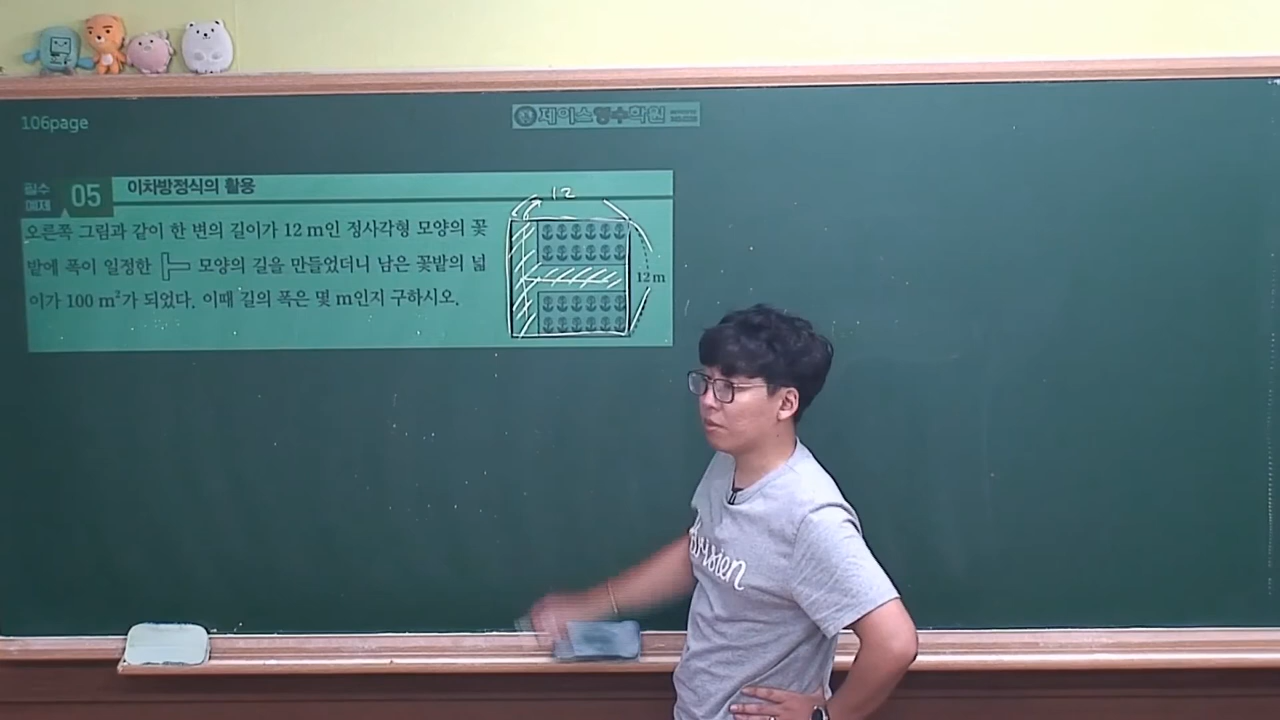 106page
제이스영수학원
필수
예제 05 이차방정식의 활용
12
오른쪽 그림과 같이 한 변의 길이가 12 m인 정사각형 모양의 꽃
밭에 폭이 일정한 모양의 길을 만들었더니 남은 꽃밭의 넓
이가 100 m²가 되었다. 이때 길의 폭은 몇 m인지 구하시오.
12 m